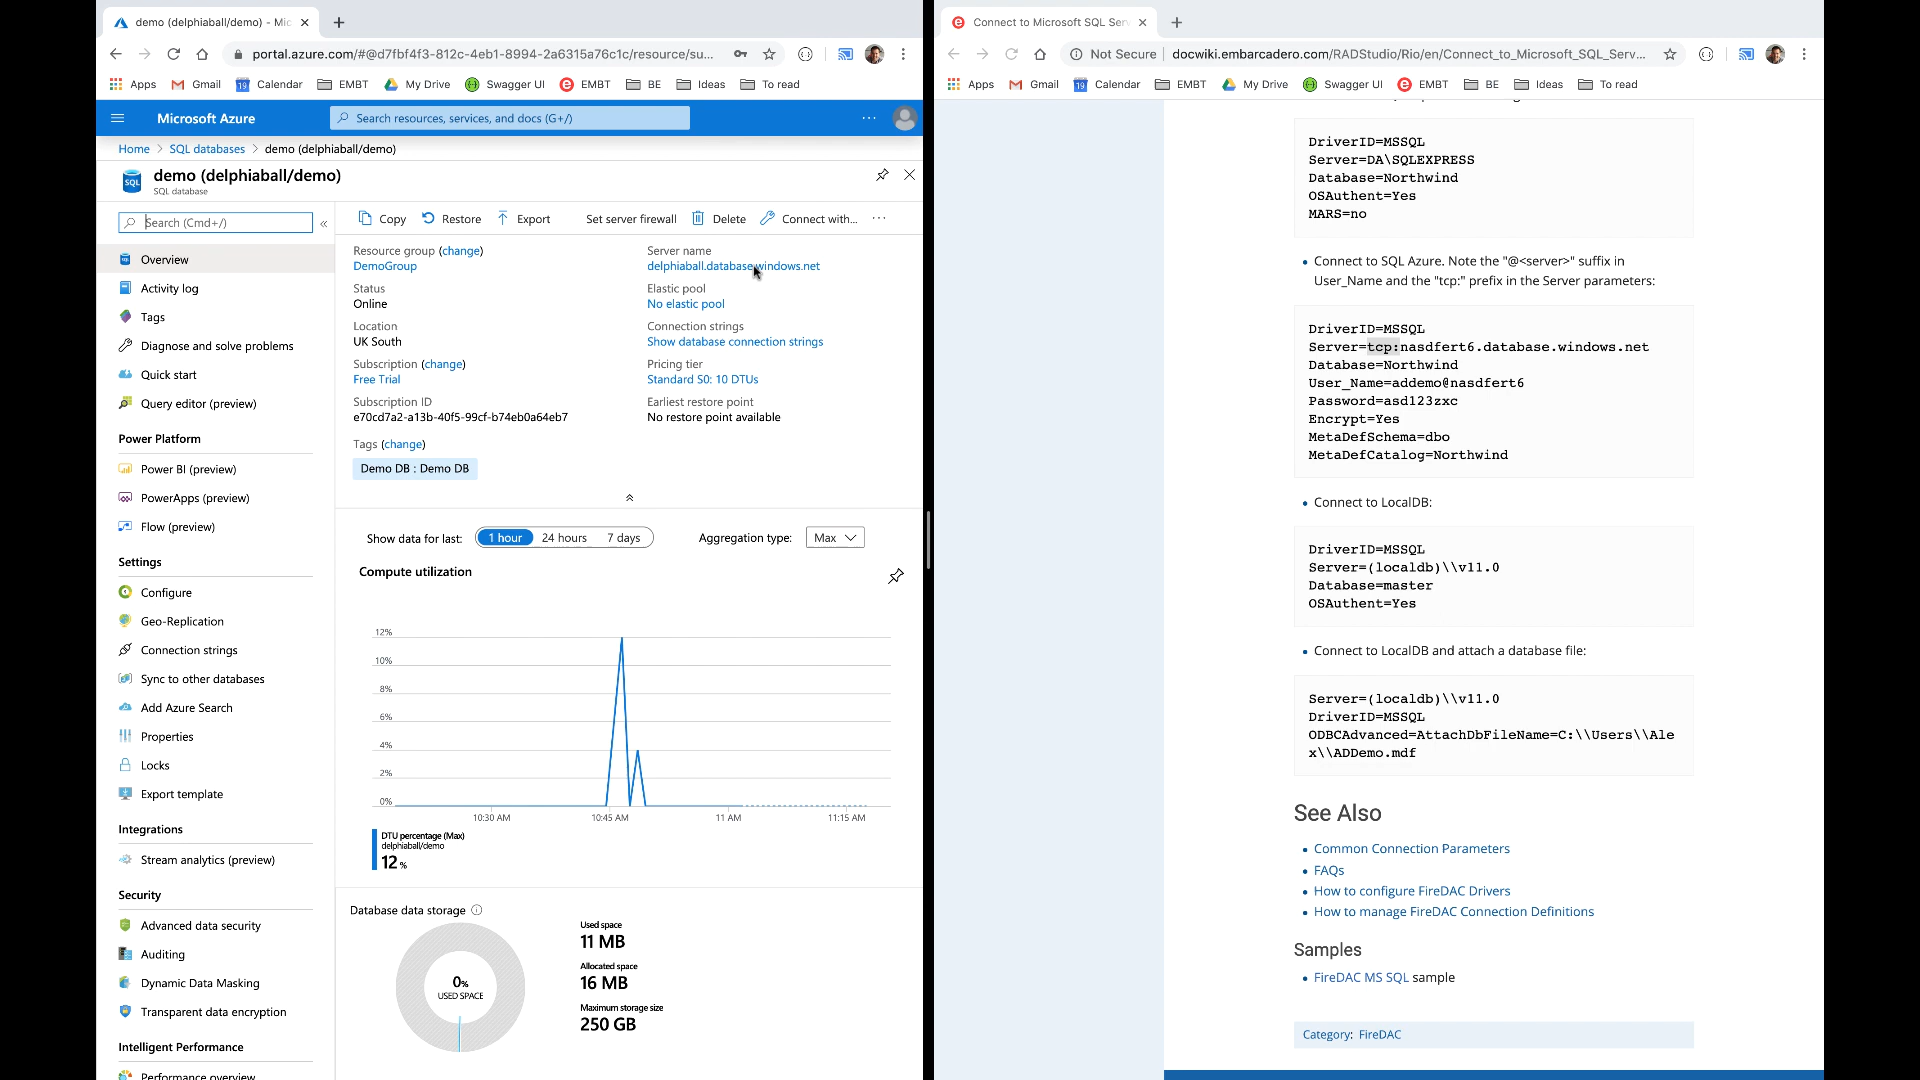 demo (delphiaball/demo) - Mic
portal.azure.com/#@d7fbf4f3-812c-4eb1-8994-2a6315a76c1c/resource/su...
Apps
Gmail
Calendar
EMBT
My Drive
Swagger UI
EMBT
BE
Ideas
To read
Microsoft Azure
Search resources, services, and docs (G+/)
Home > SQL databases > demo (delphiaball/demo)
SQL
demo (delphiaball/demo)
SQL database
Search (Cmd+/)
Overview
Activity log
Tags
Diagnose and solve problems
Quick start
Query editor (preview)
Power Platform
Power BI (preview)
PowerApps (preview)
Flow (preview)
Settings
Configure
Geo-Replication
Connection strings
Sync to other databases
Add Azure Search
Properties
Locks
Export template
Integrations
Stream analytics (preview)
Security
Advanced data security
Auditing
Dynamic Data Masking
Transparent data encryption
Intelligent Performance
Performance overview
Copy
Restore
Export
Set server firewall
Delete
Connect with...
Resource group (change)
DemoGroup
Status
Online
Location
UK South
Subscription (change)
Free Trial
Subscription ID
e70cd7a2-a13b-40f5-99cf-b74eb0a64eb7
Tags (change)
Demo DB : Demo DB
Server name
delphiaball.database.windows.net
Elastic pool
No elastic pool
Connection strings
Show database connection strings
Pricing tier
Standard S0: 10 DTUs
Earliest restore point
No restore point available
Show data for last:
1 hour
24 hours
7 days
Aggregation type:
Max
Compute utilization
12%
10%
8%
6%
4%
2%
0%
10:30 AM
10:45 AM
11 AM
11:15 AM
DTU percentage (Max)
delphiaball/demo
12 %
Database data storage
0%
USED SPACE
Used space
11 MB
Allocated space
16 MB
Maximum storage size
250 GB
Connect to Microsoft SQL Serv
Not Secure | docwiki.embarcadero.com/RADStudio/Rio/en/Connect_to_Microsoft_SQL_Serv...
Apps
Gmail
Calendar
EMBT
My Drive
Swagger UI
EMBT
BE
Ideas
To read
DriverID=MSSQL
Server=DA\SQLEXPRESS
Database=Northwind
OSAuthent=Yes
MARS=no
• Connect to SQL Azure. Note the "@<server>" suffix in
User_Name and the "tcp:" prefix in the Server parameters:
DriverID=MSSQL
Server=tcp:nasdfert6.database.windows.net
Database=Northwind
User_Name=addemo@nasdfert6
Password=asd123zxc
Encrypt=Yes
MetaDefSchema=dbo
MetaDefCatalog=Northwind
• Connect to LocalDB:
DriverID=MSSQL
Server=(localdb)\\v11.0
Database=master
OSAuthent=Yes
• Connect to LocalDB and attach a database file:
Server=(localdb)\\v11.0
DriverID=MSSQL
ODBCAdvanced=AttachDbFileName=C:\\Users\\Ale
x\\ADDemo.mdf
See Also
• Common Connection Parameters
• FAQs
• How to configure FireDAC Drivers
• How to manage FireDAC Connection Definitions
Samples
• FireDAC MS SQL sample
Category: FireDAC